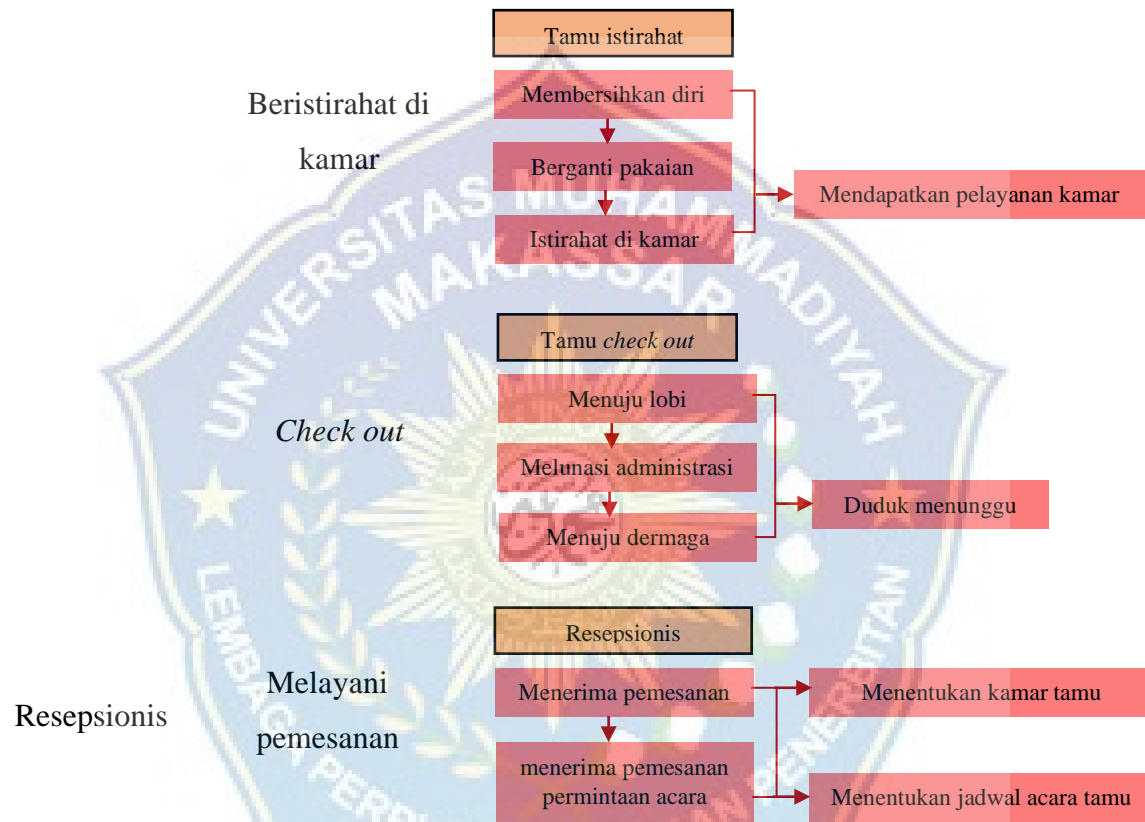 Tamu istirahat
Beristirahat di
kamar
Membersihkan diri
Berganti pakaian
Istirahat di kamar
Mendapatkan pelayanan kamar
Tamu check out
Check out
Menuju lobi
Melunasi administrasi
Menuju dermaga
Duduk menunggu
Resepsionis
Resepsionis
Melayani
pemesanan
Menerima pemesanan
menerima pemesanan
permintaan acara
Menentukan kamar tamu
Menentukan jadwal acara tamu
UNIVERSITAS MUHAMMADIYAH
MAKASSAR
LEMBAGA
PENERBITAN